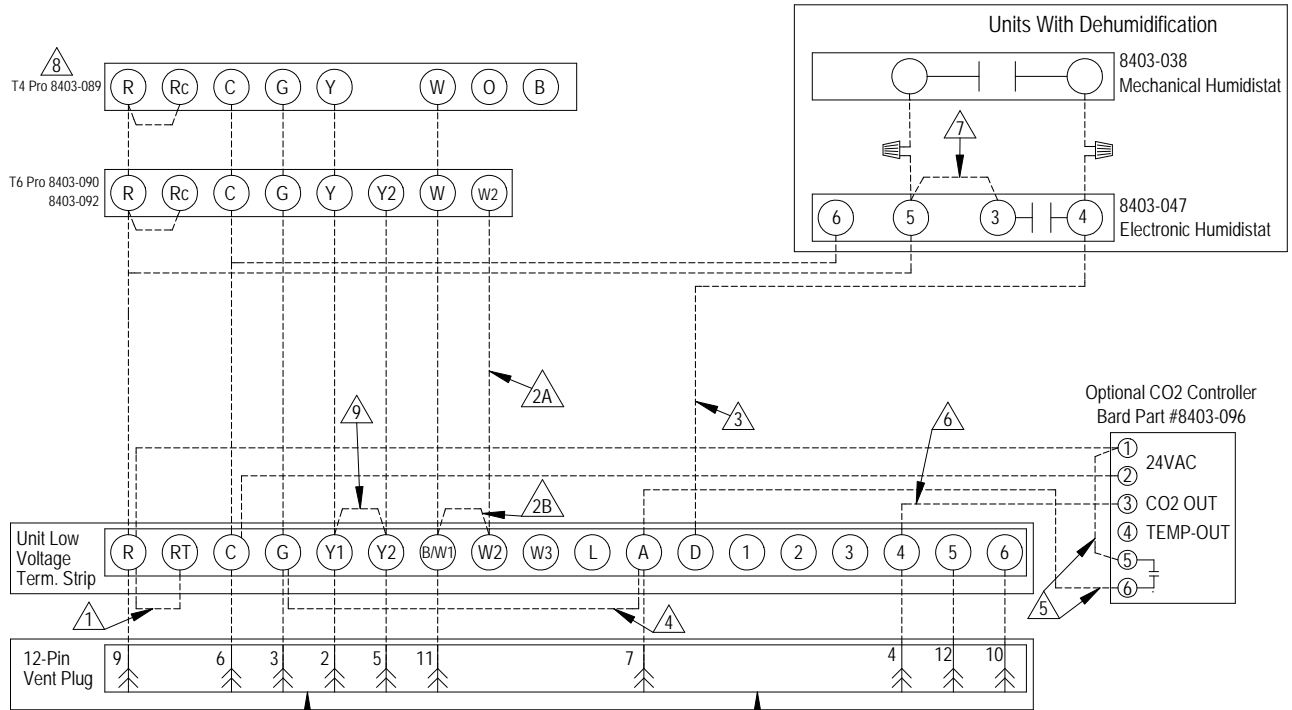 Units With Dehumidification
8
T4 Pro 8403-089
R Rc C G Y W O B
8403-038
Mechanical Humidistat
7
T6 Pro 8403-090
8403-092
R Rc C G Y Y2 W W2
6 5 3 4
8403-047
Electronic Humidistat
2A
9
3
6
2B
Optional CO2 Controller
Bard Part #8403-096
1
24VAC
2
3 CO2 OUT
4 TEMP-OUT
5
6
5
Unit Low
Voltage
Term. Strip
R RT C G Y1 Y2 B/W1 W2 W3 L A D 1 2 3 4 5 6
1
4
12-Pin
Vent Plug
9 6 3 2 5 11 7 4 12 10